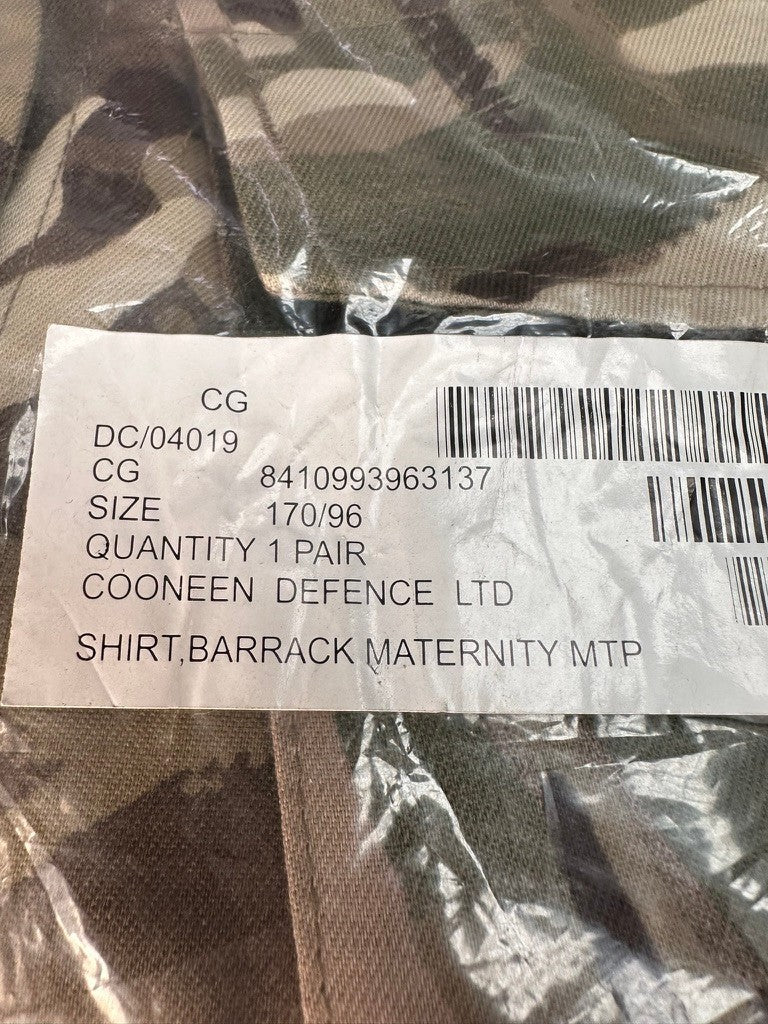 CG
DC/04019
CG 8410993963137
SIZE 170/96
QUANTITY 1 PAIR
COONEEN DEFENCE LTD
SHIRT,BARRACK MATERNITY MTP